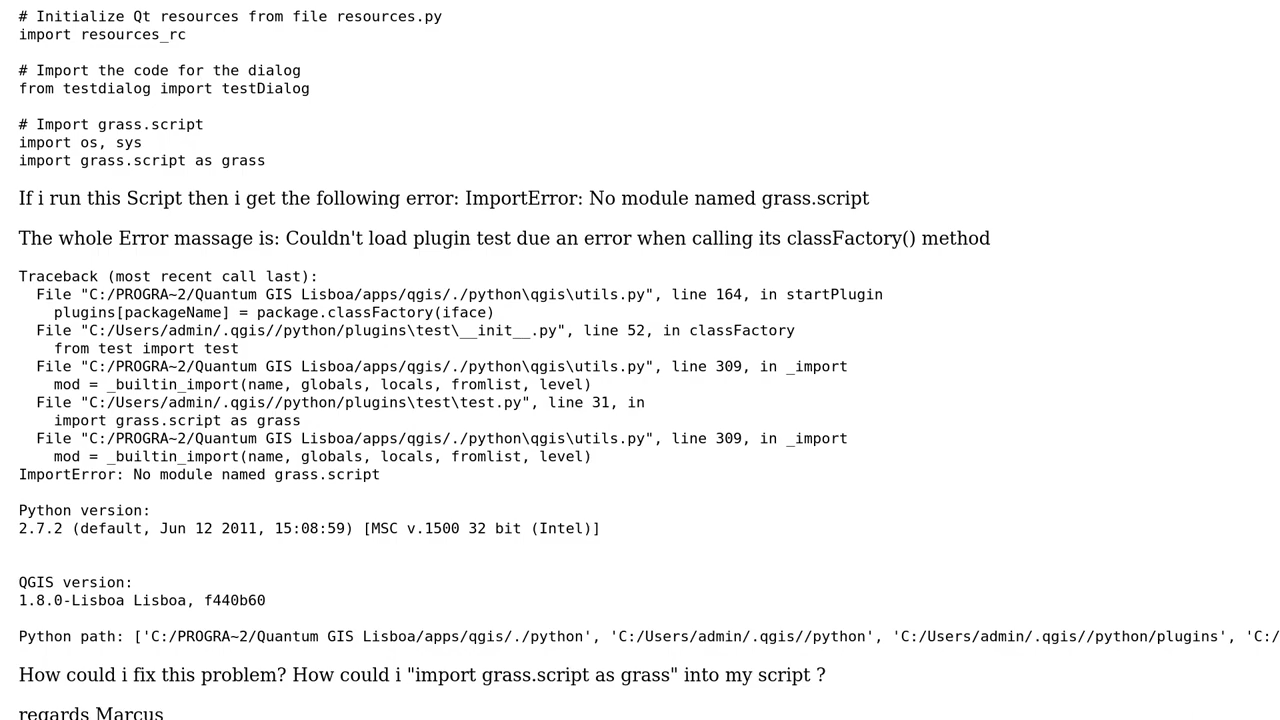 # Initialize Qt resources from file resources.py
import resources_rc
# Import the code for the dialog
from testdialog import testDialog
# Import grass.script
import os, sys
import grass.script as grass
If i run this Script then i get the following error: ImportError: No module named grass.script
The whole Error massage is: Couldn't load plugin test due an error when calling its classFactory() method
Traceback (most recent call last):
File "C:/PROGRA~2/Quantum GIS Lisboa/apps/qgis/./python\qgis\utils.py", line 164, in startPlugin
plugins[packageName] = package.classFactory(iface)
File "C:/Users/admin/.qgis//python/plugins\test\__init__.py", line 52, in classFactory
from test import test
File "C:/PROGRA~2/Quantum GIS Lisboa/apps/qgis/./python\qgis\utils.py", line 309, in _import
mod = _builtin_import(name, globals, locals, fromlist, level)
File "C:/Users/admin/.qgis//python/plugins\test\test.py", line 31, in
import grass.script as grass
File "C:/PROGRA~2/Quantum GIS Lisboa/apps/qgis/./python\qgis\utils.py", line 309, in _import
mod = _builtin_import(name, globals, locals, fromlist, level)
ImportError: No module named grass.script
Python version:
2.7.2 (default, Jun 12 2011, 15:08:59) [MSC v.1500 32 bit (Intel)]
QGIS version:
1.8.0-Lisboa Lisboa, f440b60
Python path: ['C:/PROGRA~2/Quantum GIS Lisboa/apps/qgis/./python', 'C:/Users/admin/.qgis//python', 'C:/Users/admin/.qgis//python/plugins', 'C:/
How could i fix this problem? How could i "import grass.script as grass" into my script ?
regards Marcus